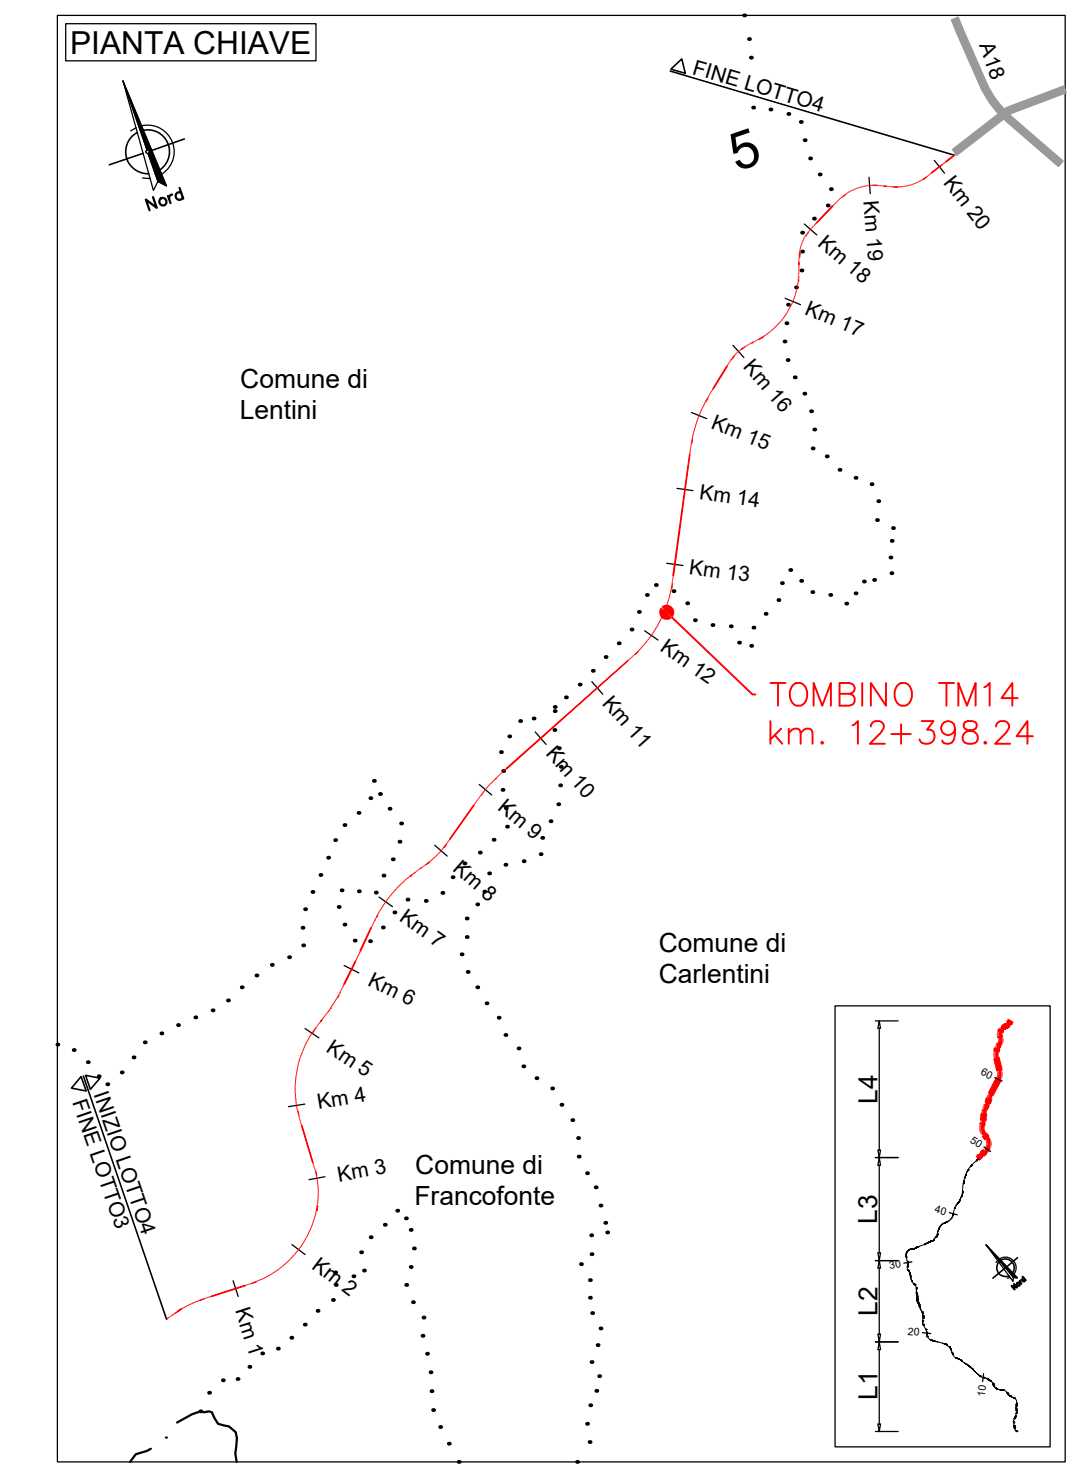 PIANTA CHIAVE
Nord
FINE LOTTO4
A18
5
Km 20
Km 19
Km 18
Km 17
Km 16
Km 15
Km 14
Km 13
Km 12
Km 11
Km 10
Km 9
Km 8
Km 7
Km 6
Km 5
Km 4
Km 3
Km 2
Km 1
Comune di
Lentini
TOMBINO TM14
km. 12+398.24
Comune di
Carlentini
Comune di
Francofonte
INIZIO LOTTO4
FINE LOTTO3
L4
L3
L2
L1
60
50
40
30
20
10
Nord